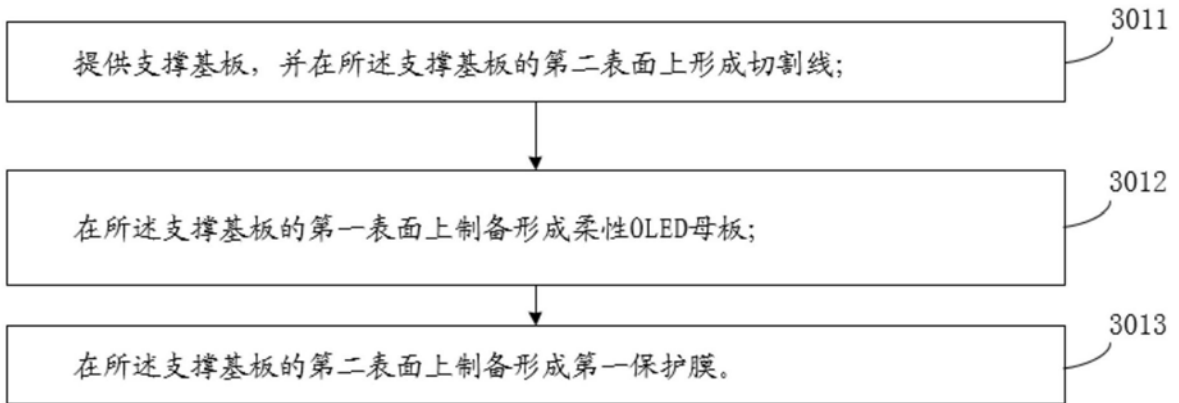 3011
提供支撑基板，并在所述支撑基板的第二表面上形成切割线；
3012
在所述支撑基板的第一表面上制备形成柔性OLED母板；
3013
在所述支撑基板的第二表面上制备形成第一保护膜。